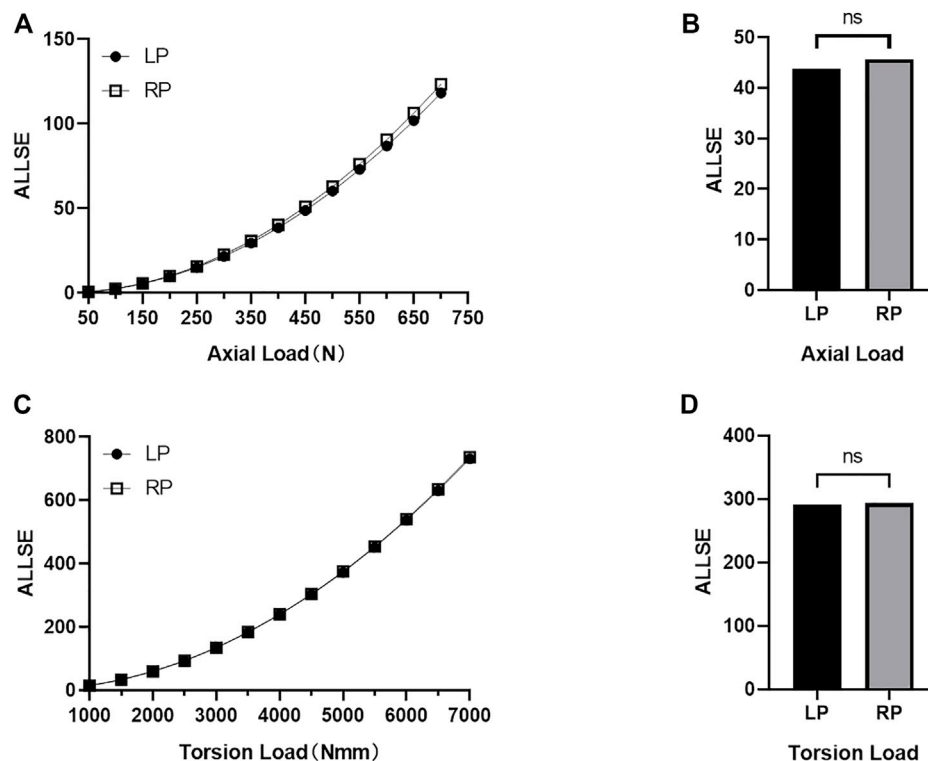 A
150
100
50
0
ALLSE
LP
RP
50 150 250 350 450 550 650 750
Axial Load（N）
B
50
40
30
20
10
0
ALLSE
ns
LP RP
Axial Load
C
800
600
400
200
0
ALLSE
LP
RP
1000 2000 3000 4000 5000 6000 7000
Torsion Load（Nmm）
D
400
300
200
100
0
ALLSE
ns
LP RP
Torsion Load